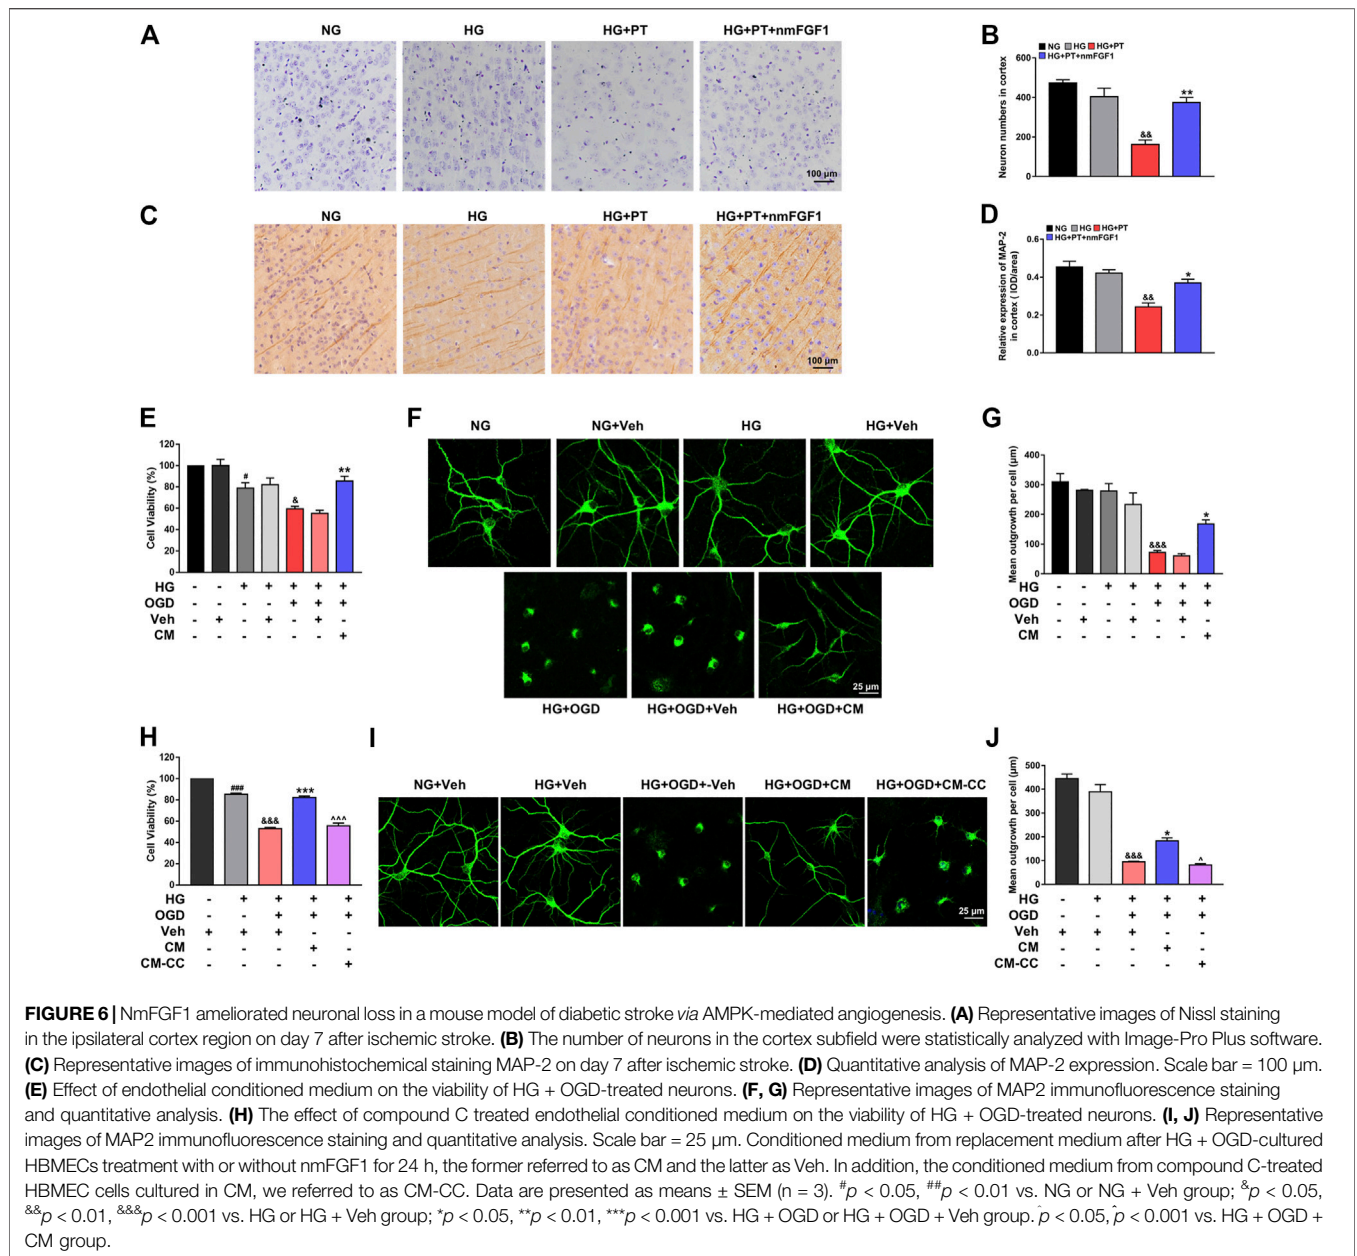 A
NG
HG
HG+PT
HG+PT+nmFGF1
100 µm
B
NG HG HG+PT
HG+PT+nmFGF1
Neuron numbers in cortex
600
400
200
0
&&
**
C
NG
HG
HG+PT
HG+PT+nmFGF1
100 µm
D
NG HG HG+PT
HG+PT+nmFGF1
Relative expression of MAP-2
in cortex ( IOD/area)
0.6
0.4
0.2
0.0
&&
*
E
Cell Viability (%)
120
100
80
60
40
20
0
#
&
**
HG - - + + + + +
OGD - - - - + + +
Veh - + - + - + -
CM - - - - - - +
F
NG
NG+Veh
HG
HG+Veh
25 µm
HG+OGD
HG+OGD+Veh
HG+OGD+CM
G
Mean outgrowth per cell (µm)
400
300
200
100
0
&&&
*
HG - - + + + + +
OGD - - - - + + +
Veh - + - + - + -
CM - - - - - - +
H
Cell Viability (%)
120
100
80
60
40
20
0
###
&&&
***
^^^
HG - + + + +
OGD - - + + +
Veh + + + - -
CM - - - + -
CM-CC - - - - +
I
NG+Veh
HG+Veh
HG+OGD+-Veh
HG+OGD+CM
HG+OGD+CM-CC
25 µm
J
Mean outgrowth per cell (µm)
500
400
300
200
100
0
&&&
*
^
HG - + + + +
OGD - - + + +
Veh + + + - -
CM - - - + -
CM-CC - - - - +
FIGURE 6 | NmFGF1 ameliorated neuronal loss in a mouse model of diabetic stroke via AMPK-mediated angiogenesis. (A) Representative images of Nissl staining
in the ipsilateral cortex region on day 7 after ischemic stroke. (B) The number of neurons in the cortex subfield were statistically analyzed with Image-Pro Plus software.
(C) Representative images of immunohistochemical staining MAP-2 on day 7 after ischemic stroke. (D) Quantitative analysis of MAP-2 expression. Scale bar = 100 µm.
(E) Effect of endothelial conditioned medium on the viability of HG + OGD-treated neurons. (F, G) Representative images of MAP2 immunofluorescence staining
and quantitative analysis. (H) The effect of compound C treated endothelial conditioned medium on the viability of HG + OGD-treated neurons. (I, J) Representative
images of MAP2 immunofluorescence staining and quantitative analysis. Scale bar = 25 µm. Conditioned medium from replacement medium after HG + OGD-cultured
HBMECs treatment with or without nmFGF1 for 24 h, the former referred to as CM and the latter as Veh. In addition, the conditioned medium from compound C-treated
HBMEC cells cultured in CM, we referred to as CM-CC. Data are presented as means ± SEM (n = 3). #p < 0.05, ##p < 0.01 vs. NG or NG + Veh group; &p < 0.05,
&&p < 0.01, &&&p < 0.001 vs. HG or HG + Veh group; *p < 0.05, **p < 0.01, ***p < 0.001 vs. HG + OGD or HG + OGD + Veh group. ^p < 0.05, ^p < 0.001 vs. HG + OGD +
CM group.